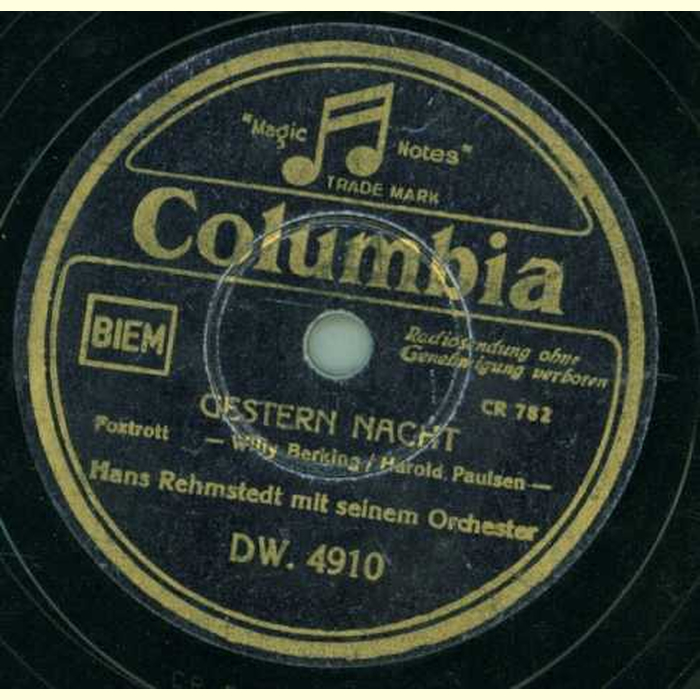 "Magic Notes"
TRADE MARK
Columbia
BIEM
Radiosendung ohne
Genehmigung verboten
CR 782
GESTERN NACHT
Foxtrott
— Willy Berking / Harold Paulsen —
Hans Rehmstedt mit seinem Orchester
DW. 4910